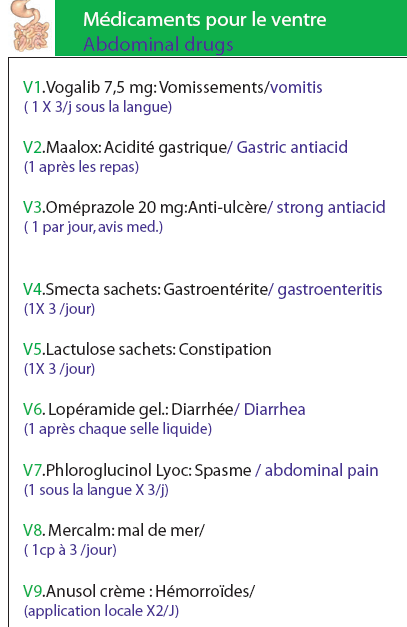 Médicaments pour le ventre
Abdominal drugs
V1.Vogalib 7,5 mg: Vomissements/vomitis
( 1 X 3/j sous la langue)
V2.Maalox: Acidité gastrique/ Gastric antiacid
(1 après les repas)
V3.Oméprazole 20 mg:Anti-ulcère/ strong antiacid
( 1 par jour, avis med.)
V4.Smecta sachets: Gastroentérite/ gastroenteritis
(1X 3 /jour)
V5.Lactulose sachets: Constipation
(1X 3 /jour)
V6. Lopéramide gel.: Diarrhée/ Diarrhea
(1 après chaque selle liquide)
V7.Phloroglucinol Lyoc: Spasme / abdominal pain
(1 sous la langue X 3/j)
V8. Mercalm: mal de mer/
( 1cp à 3 /jour)
V9.Anusol crème : Hémorroïdes/
(application locale X2/J)